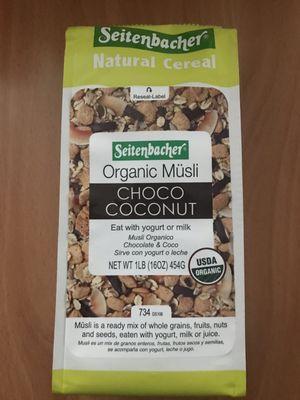 Seitenbacher®
Natural Cereal
Reseal-Label
Seitenbacher®
Organic Müsli
CHOCO
COCONUT
Eat with yogurt or milk
Musli Organico
Chocolate & Coco
Sirve con yogurt o leche
NET WT 1LB (16OZ) 454G
USDA
ORGANIC
734
Müsli is a ready mix of whole grains, fruits, nuts
and seeds, eaten with yogurt, milk or juice.
Musli es un mix de granos enteros, frutas, frutos secos y semillas,
se acompaña con yogurt, leche o jugo.